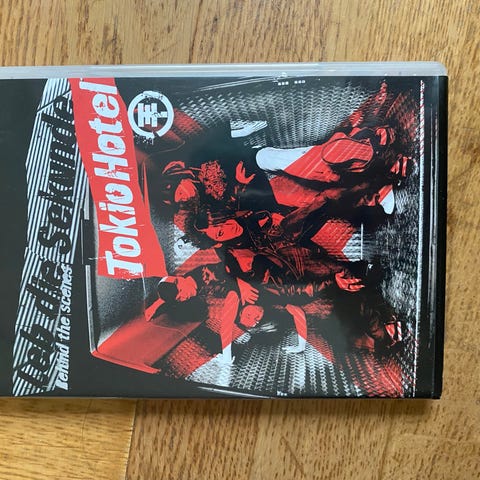 Tokio Hotel
Leb die Sekunde
Behind the scenes